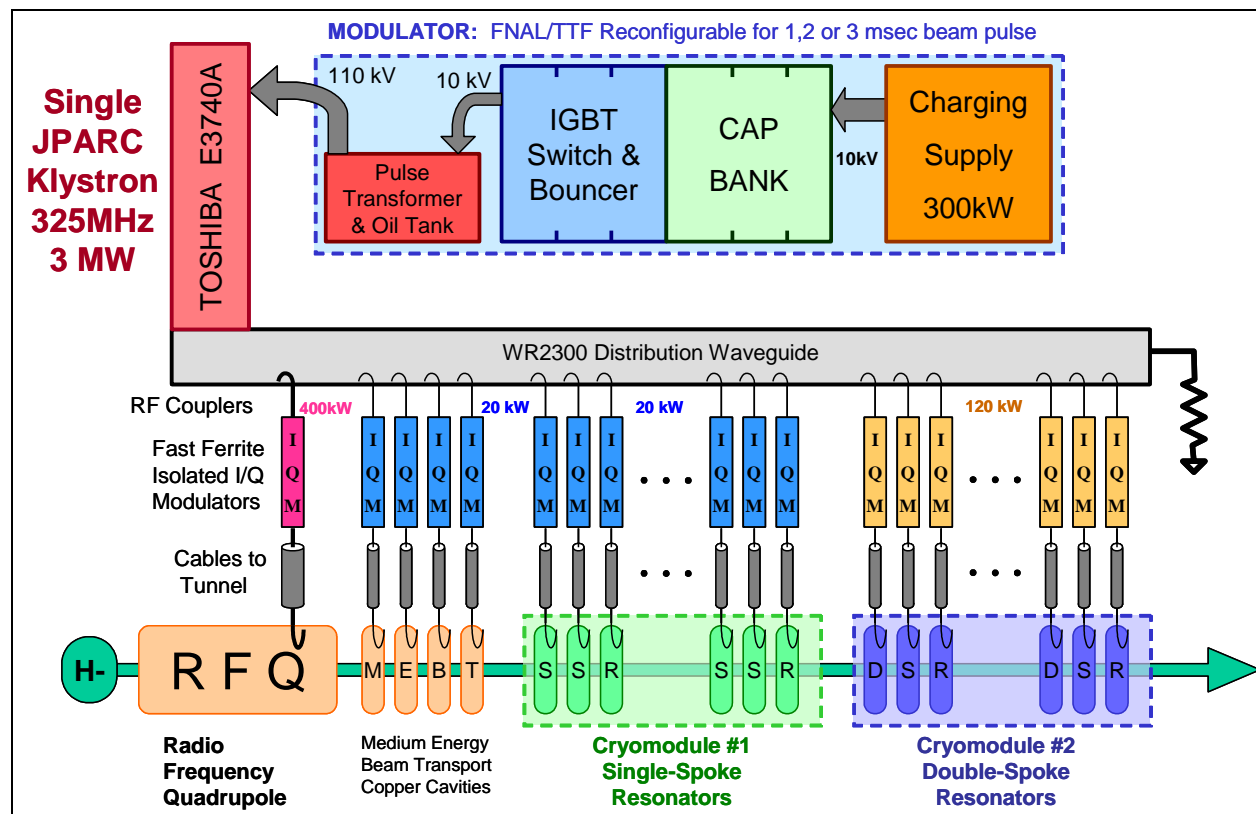 MODULATOR: FNAL/TTF Reconfigurable for 1,2 or 3 msec beam pulse
Single
JPARC
Klystron
325MHz
3 MW
TOSHIBA E3740A
110 kV
10 kV
Pulse
Transformer
& Oil Tank
IGBT
Switch &
Bouncer
CAP
BANK
10kV
Charging
Supply
300kW
WR2300 Distribution Waveguide
RF Couplers
400kW
20 kW
20 kW
120 kW
Fast Ferrite
Isolated I/Q
Modulators
I I I I I I I I I I I I I I I I I
Q Q Q Q Q Q Q Q Q Q Q Q Q Q Q Q Q
M M M M M M M M M M M M M M M M M
• • •
• • •
Cables to
Tunnel
• • •
• • •
H-
R F Q
M E B T
S S R
S S R
D S R
D S R
Radio
Frequency
Quadrupole
Medium Energy
Beam Transport
Copper Cavities
Cryomodule #1
Single-Spoke
Resonators
Cryomodule #2
Double-Spoke
Resonators